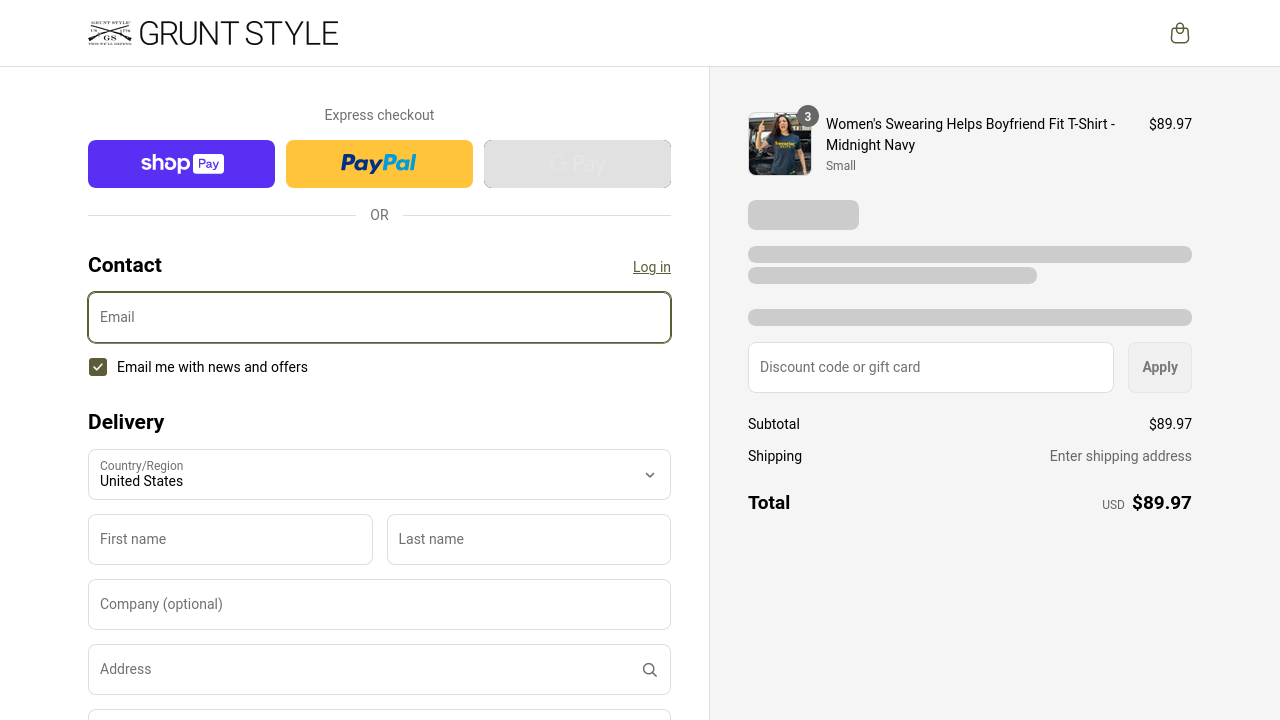 GRUNT STYLE
Express checkout
shop Pay
PayPal
G Pay
OR
Contact
Log in
Email
Email me with news and offers
Delivery
Country/Region
United States
First name
Last name
Company (optional)
Address
3
Women's Swearing Helps Boyfriend Fit T-Shirt -
Midnight Navy
Small
$89.97
Discount code or gift card
Apply
Subtotal
$89.97
Shipping
Enter shipping address
Total
USD $89.97